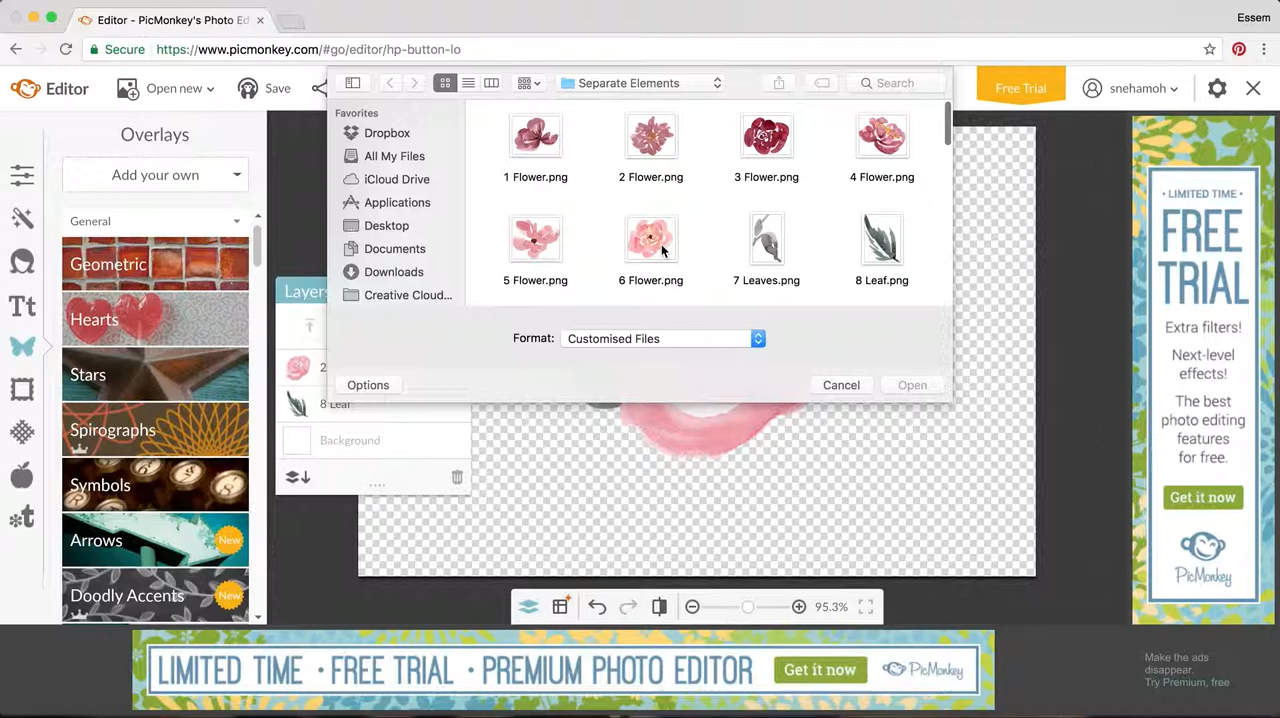 Editor - PicMonkey's Photo Ed
Essem
Secure https://www.picmonkey.com/#go/editor/hp-button-lo
Editor
Open new
Save
Separate Elements
Search
Free Trial
snehamoh
Overlays
Add your own
General
Geometric
Hearts
Stars
Spirographs
Symbols
Arrows
New
Doodly Accents
New
Layers
8 Leaf
Background
Favorites
Dropbox
All My Files
iCloud Drive
Applications
Desktop
Documents
Downloads
Creative Cloud...
1 Flower.png
2 Flower.png
3 Flower.png
4 Flower.png
5 Flower.png
6 Flower.png
7 Leaves.png
8 Leaf.png
Format: Customised Files
Options
Cancel
Open
95.3%
• LIMITED TIME •
FREE
TRIAL
Extra filters!
Next-level
effects!
The best
photo editing
features
for free.
Get it now
PicMonkey
LIMITED TIME • FREE TRIAL • PREMIUM PHOTO EDITOR
Get it now
PicMonkey
Make the ads
disappear.
Try Premium, free